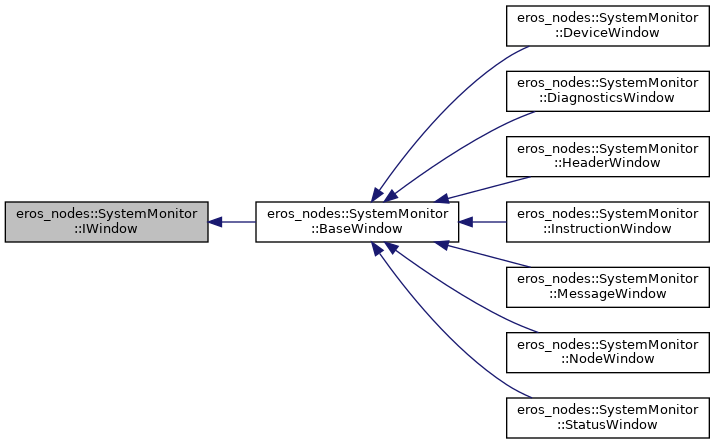 eros_nodes::SystemMonitor
::IWindow
eros_nodes::SystemMonitor
::BaseWindow
eros_nodes::SystemMonitor
::DeviceWindow
eros_nodes::SystemMonitor
::DiagnosticsWindow
eros_nodes::SystemMonitor
::HeaderWindow
eros_nodes::SystemMonitor
::InstructionWindow
eros_nodes::SystemMonitor
::MessageWindow
eros_nodes::SystemMonitor
::NodeWindow
eros_nodes::SystemMonitor
::StatusWindow